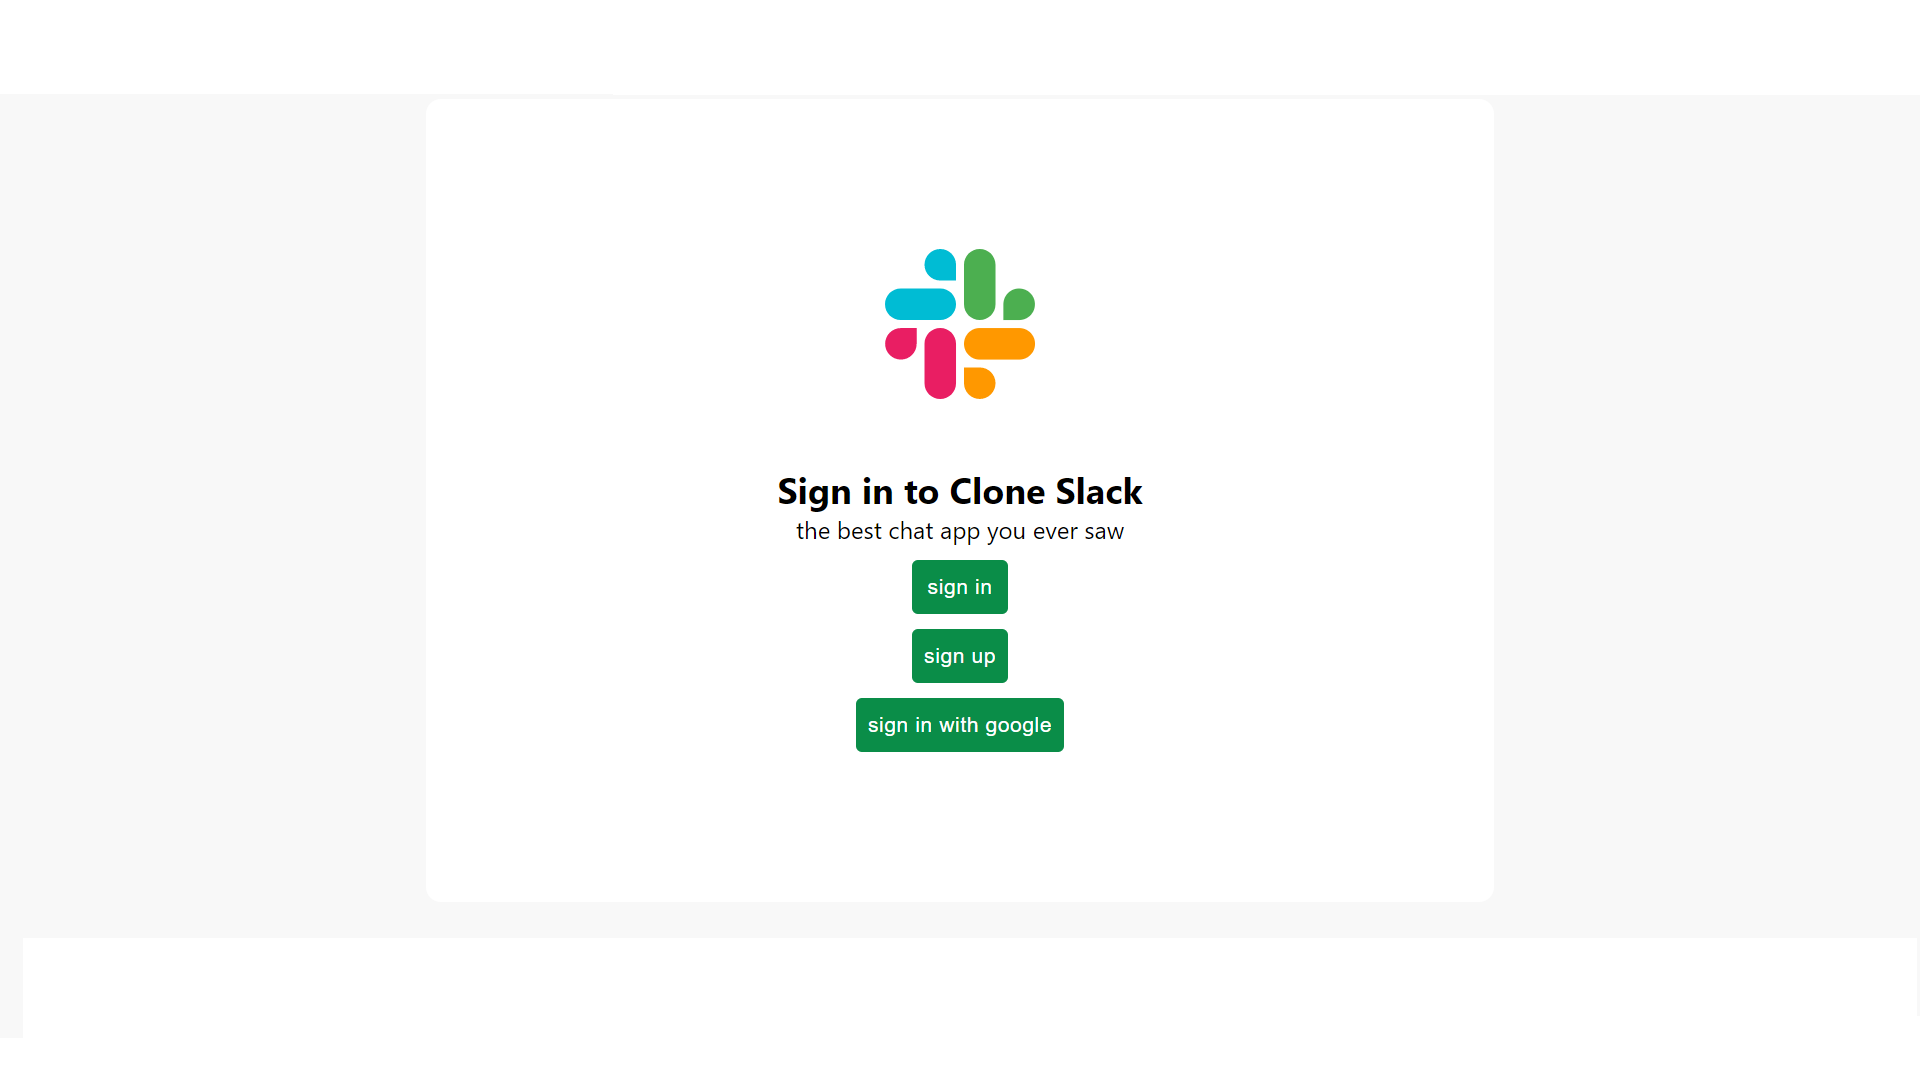 Sign in to Clone Slack
the best chat app you ever saw
sign in
sign up
sign in with google